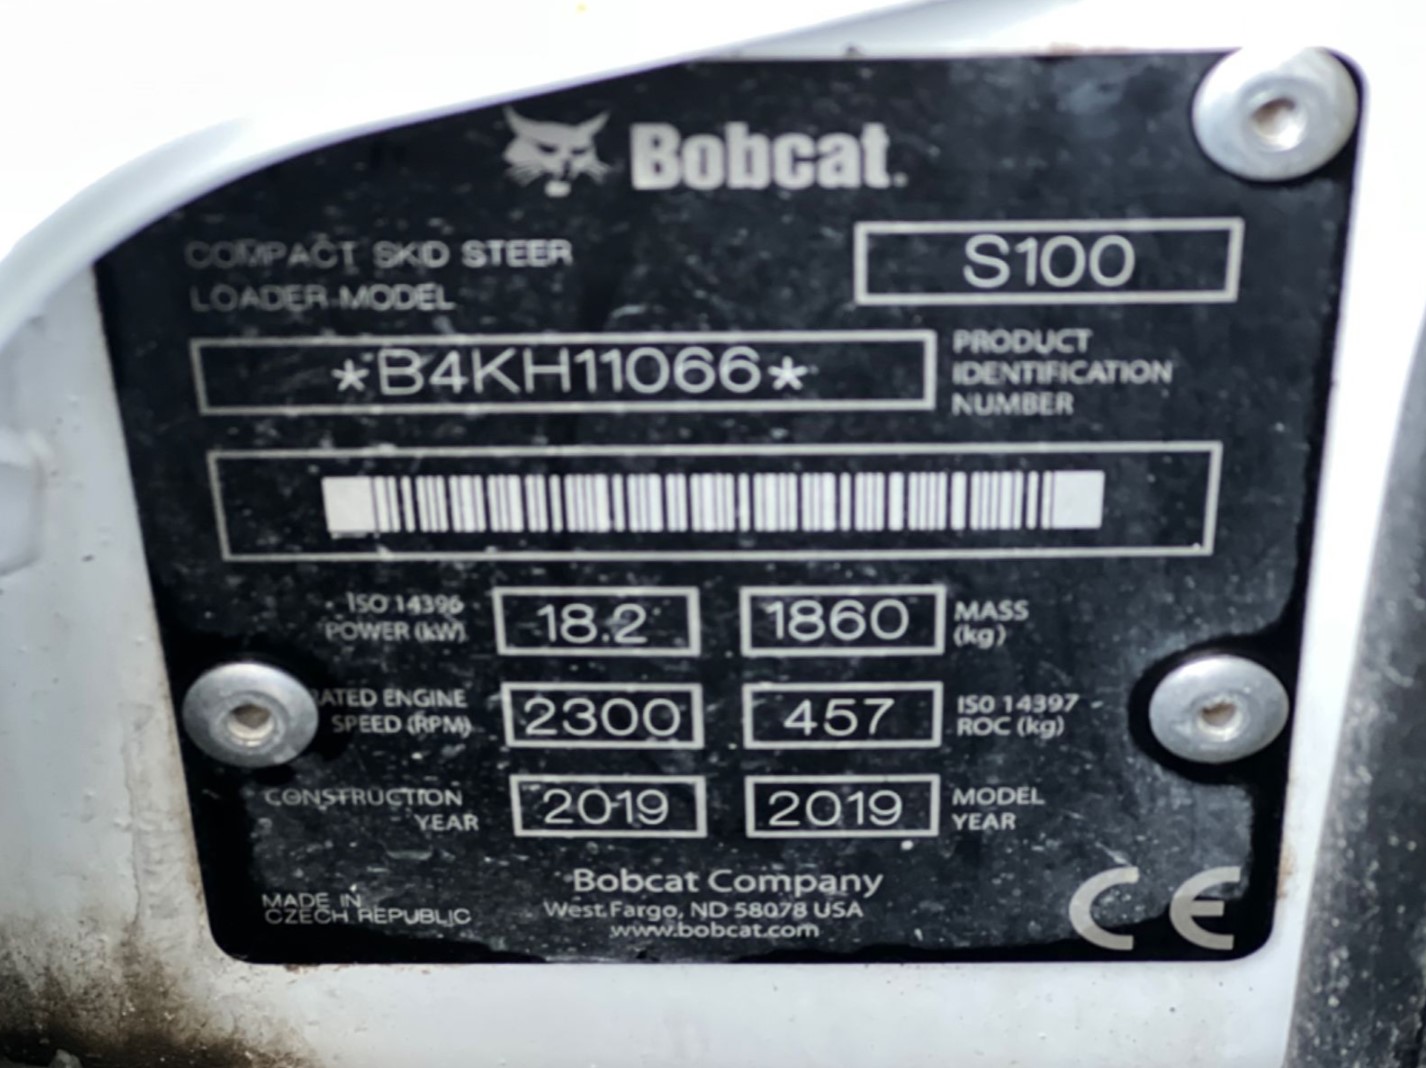 Bobcat.
COMPACT SKID STEER
LOADER MODEL
S100
*B4KH11066*
PRODUCT
IDENTIFICATION
NUMBER
ISO 14396
POWER (kW)
18.2
1860
MASS
(kg)
RATED ENGINE
SPEED (RPM)
2300
457
ISO 14397
ROC (kg)
CONSTRUCTION
YEAR
2019
2019
MODEL
YEAR
Bobcat Company
West Fargo, ND 58078 USA
www.bobcat.com
MADE IN
CZECH REPUBLIC
CE